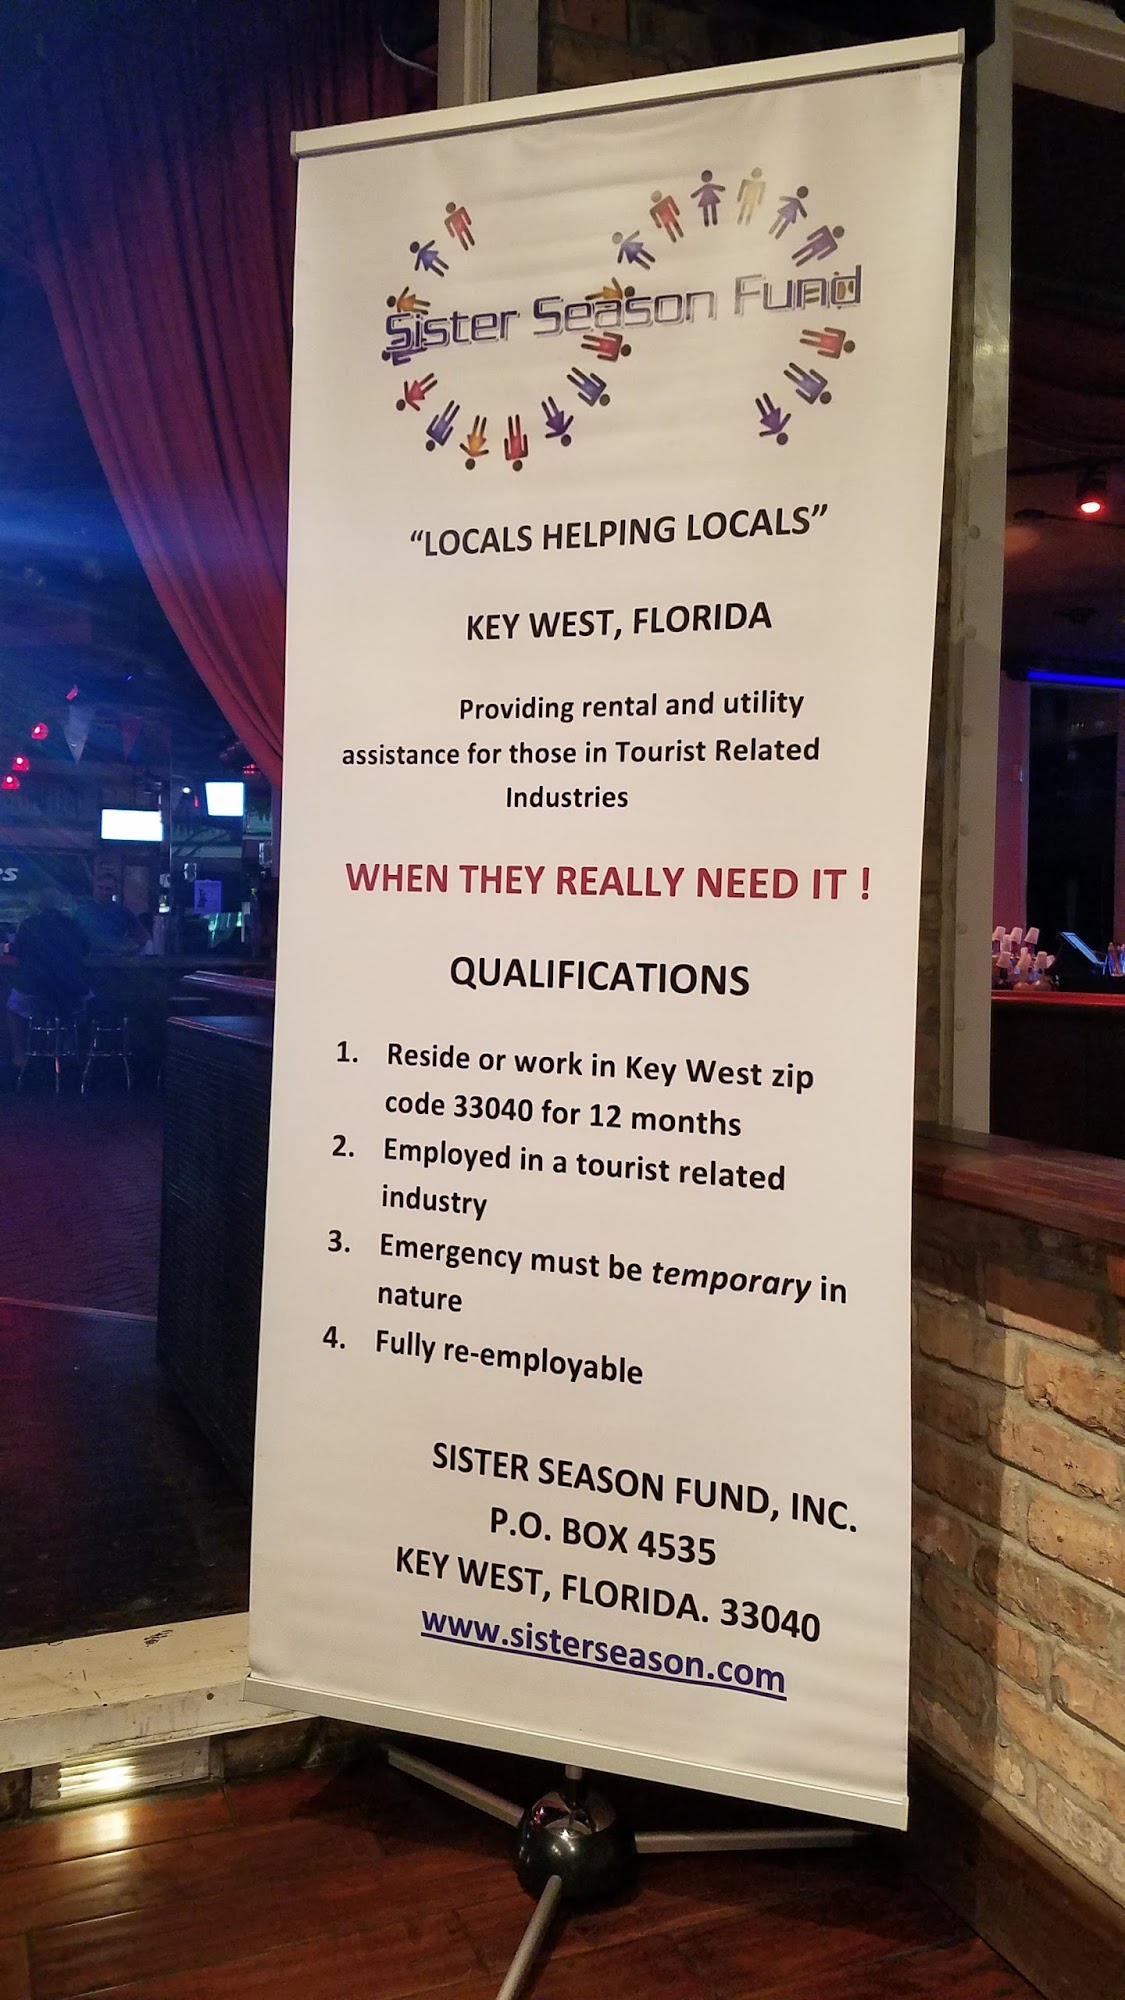 Sister Season Fund
“LOCALS HELPING LOCALS”
KEY WEST, FLORIDA
Providing rental and utility
assistance for those in Tourist Related
Industries
WHEN THEY REALLY NEED IT !
QUALIFICATIONS
1. Reside or work in Key West zip
code 33040 for 12 months
2. Employed in a tourist related
industry
3. Emergency must be temporary in
nature
4. Fully re-employable
SISTER SEASON FUND, INC.
P.O. BOX 4535
KEY WEST, FLORIDA. 33040
www.sisterseason.com